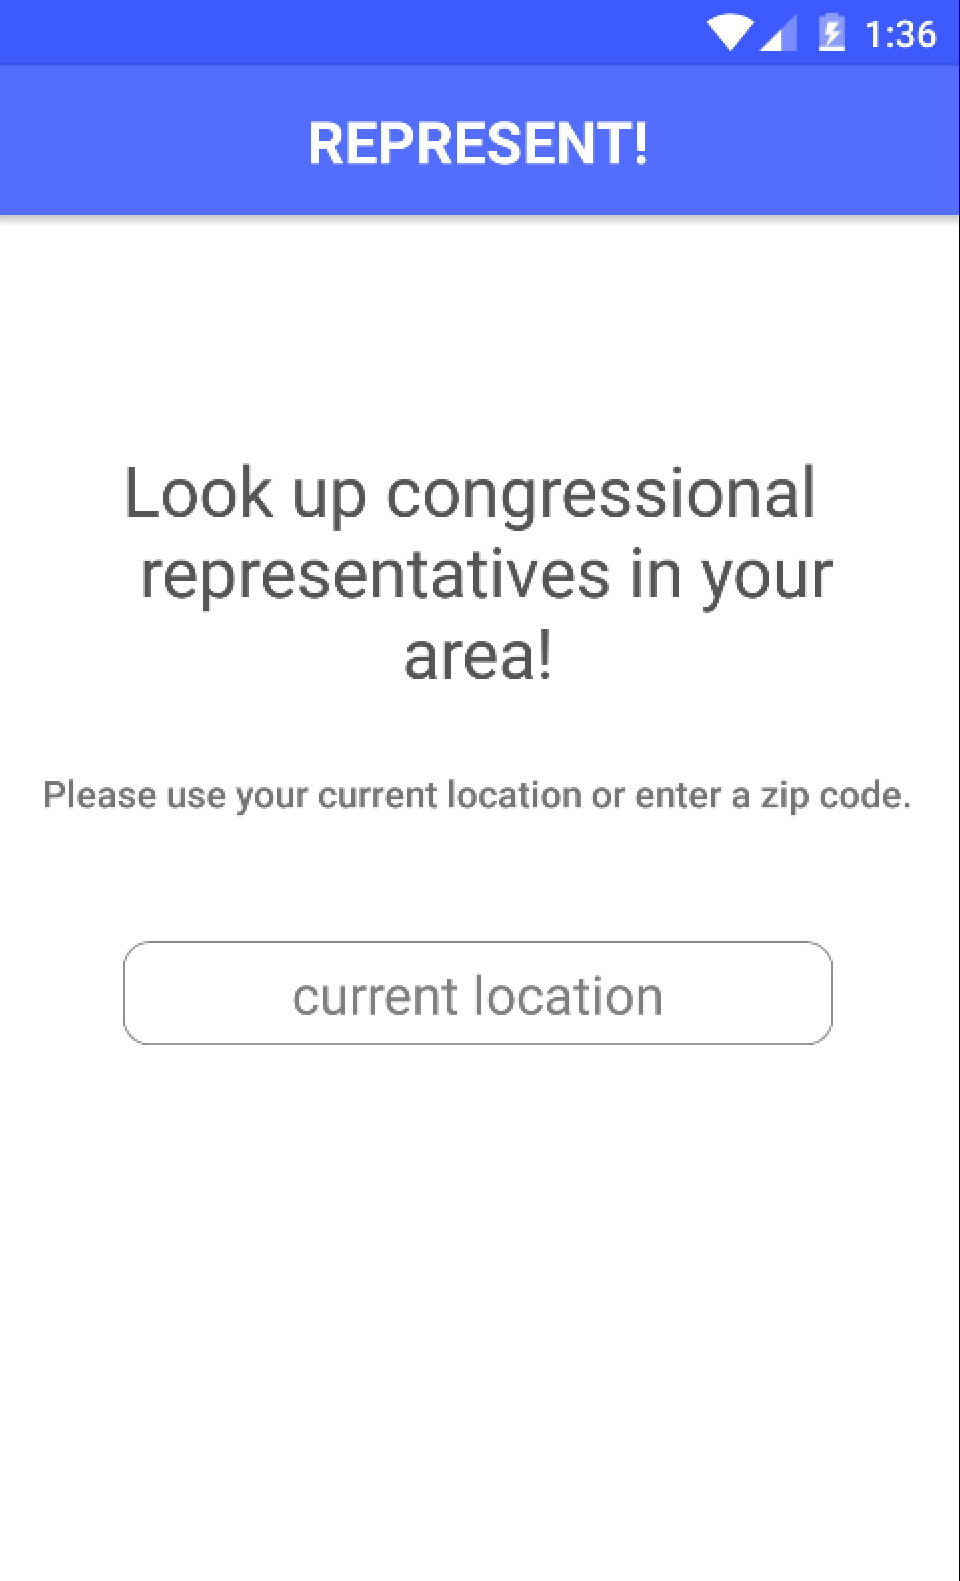 1:36
REPRESENT!
Look up congressional
representatives in your
area!
Please use your current location or enter a zip code.
current location